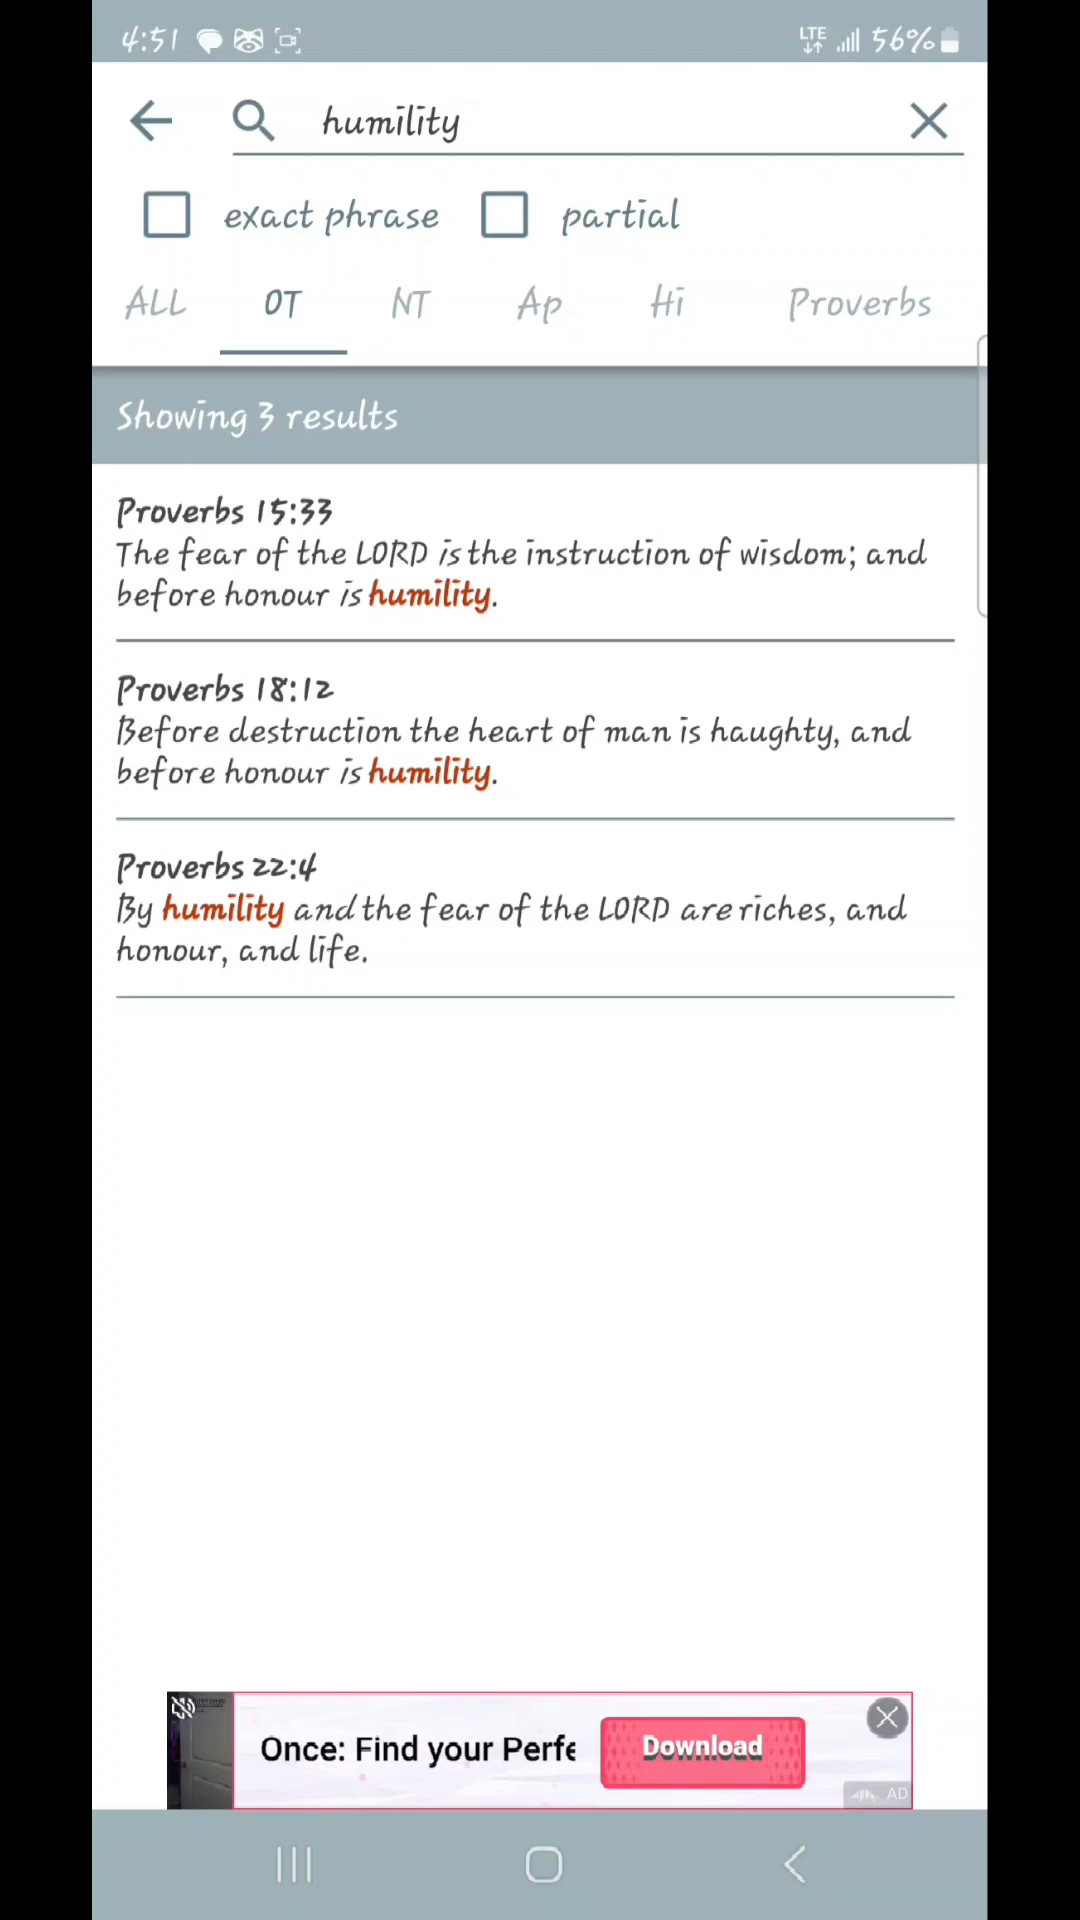 4:51 LTE 56%
humility
exact phrase partial
ALL OT NT Ap Hi Proverbs
Showing 3 results
Proverbs 15:33
The fear of the LORD is the instruction of wisdom; and
before honour is humility.
Proverbs 18:12
Before destruction the heart of man is haughty, and
before honour is humility.
Proverbs 22:4
By humility and the fear of the LORD are riches, and
honour, and life.
Once: Find your Perfe Download
AD